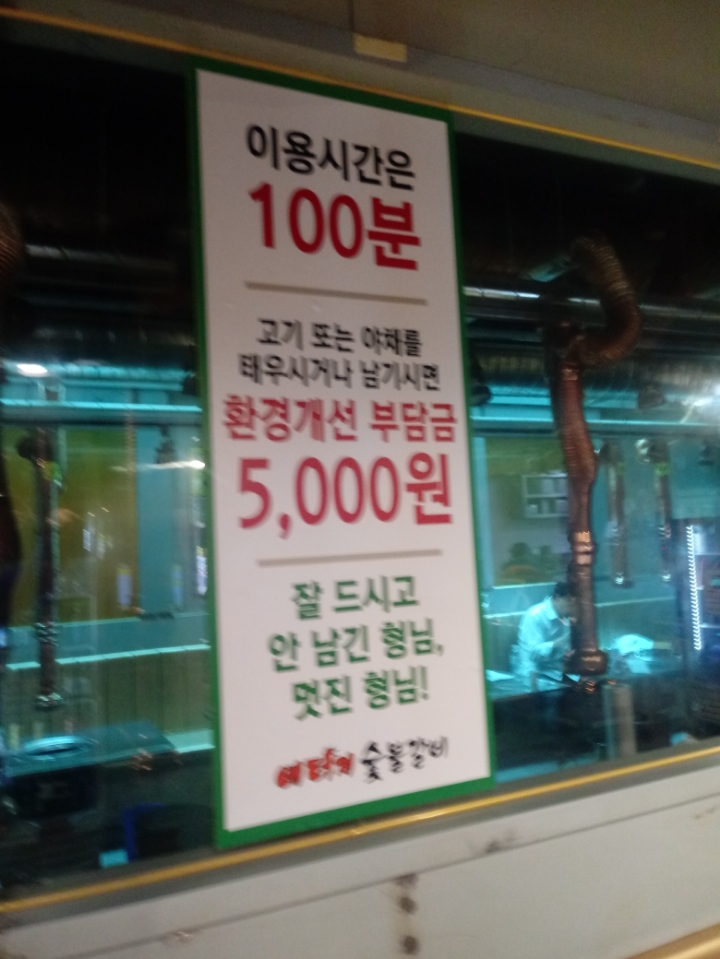 이용시간은
100분
고기 또는 야채를
태우시거나 남기시면
환경개선 부담금
5,000원
잘 드시고
안 남긴 형님,
멋진 형님!
숯불갈비